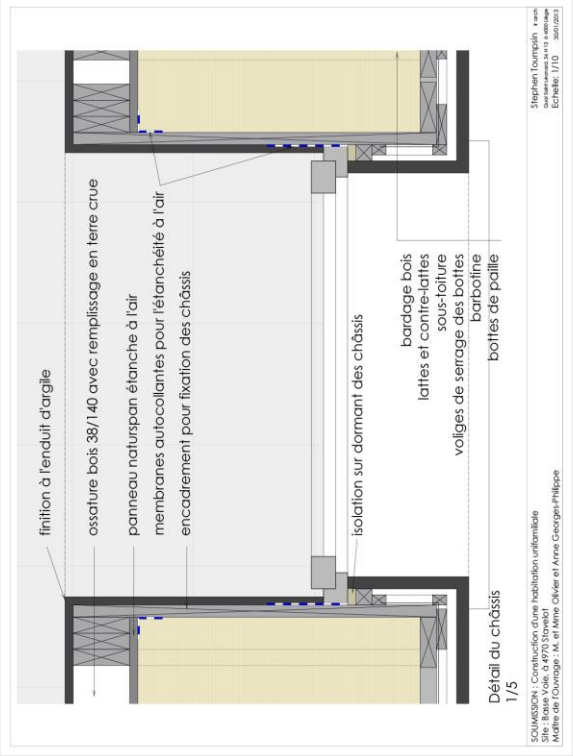 finition à l'enduit d'argile
ossature bois 38/140 avec remplissage en terre crue
panneau naturspan étanche à l'air
membranes autocollantes pour l'étanchéité à l'air
encadrement pour fixation des châssis
isolation sur dormant des châssis
bardage bois
lattes et contre-lattes
sous-toiture
voliges de serrage des bottes
barbotine
bottes de paille
Détail du châssis
1/5
SOUMISSION : Construction d'une habitation unifamiliale
Site : Basse Voie, à 4970 Stavelot
Maître de l'Ouvrage : M. et Mme Olivier et Anne Georges-Philippe
Stephen Toumpsin
Echelle: 1/10 30/01/2013